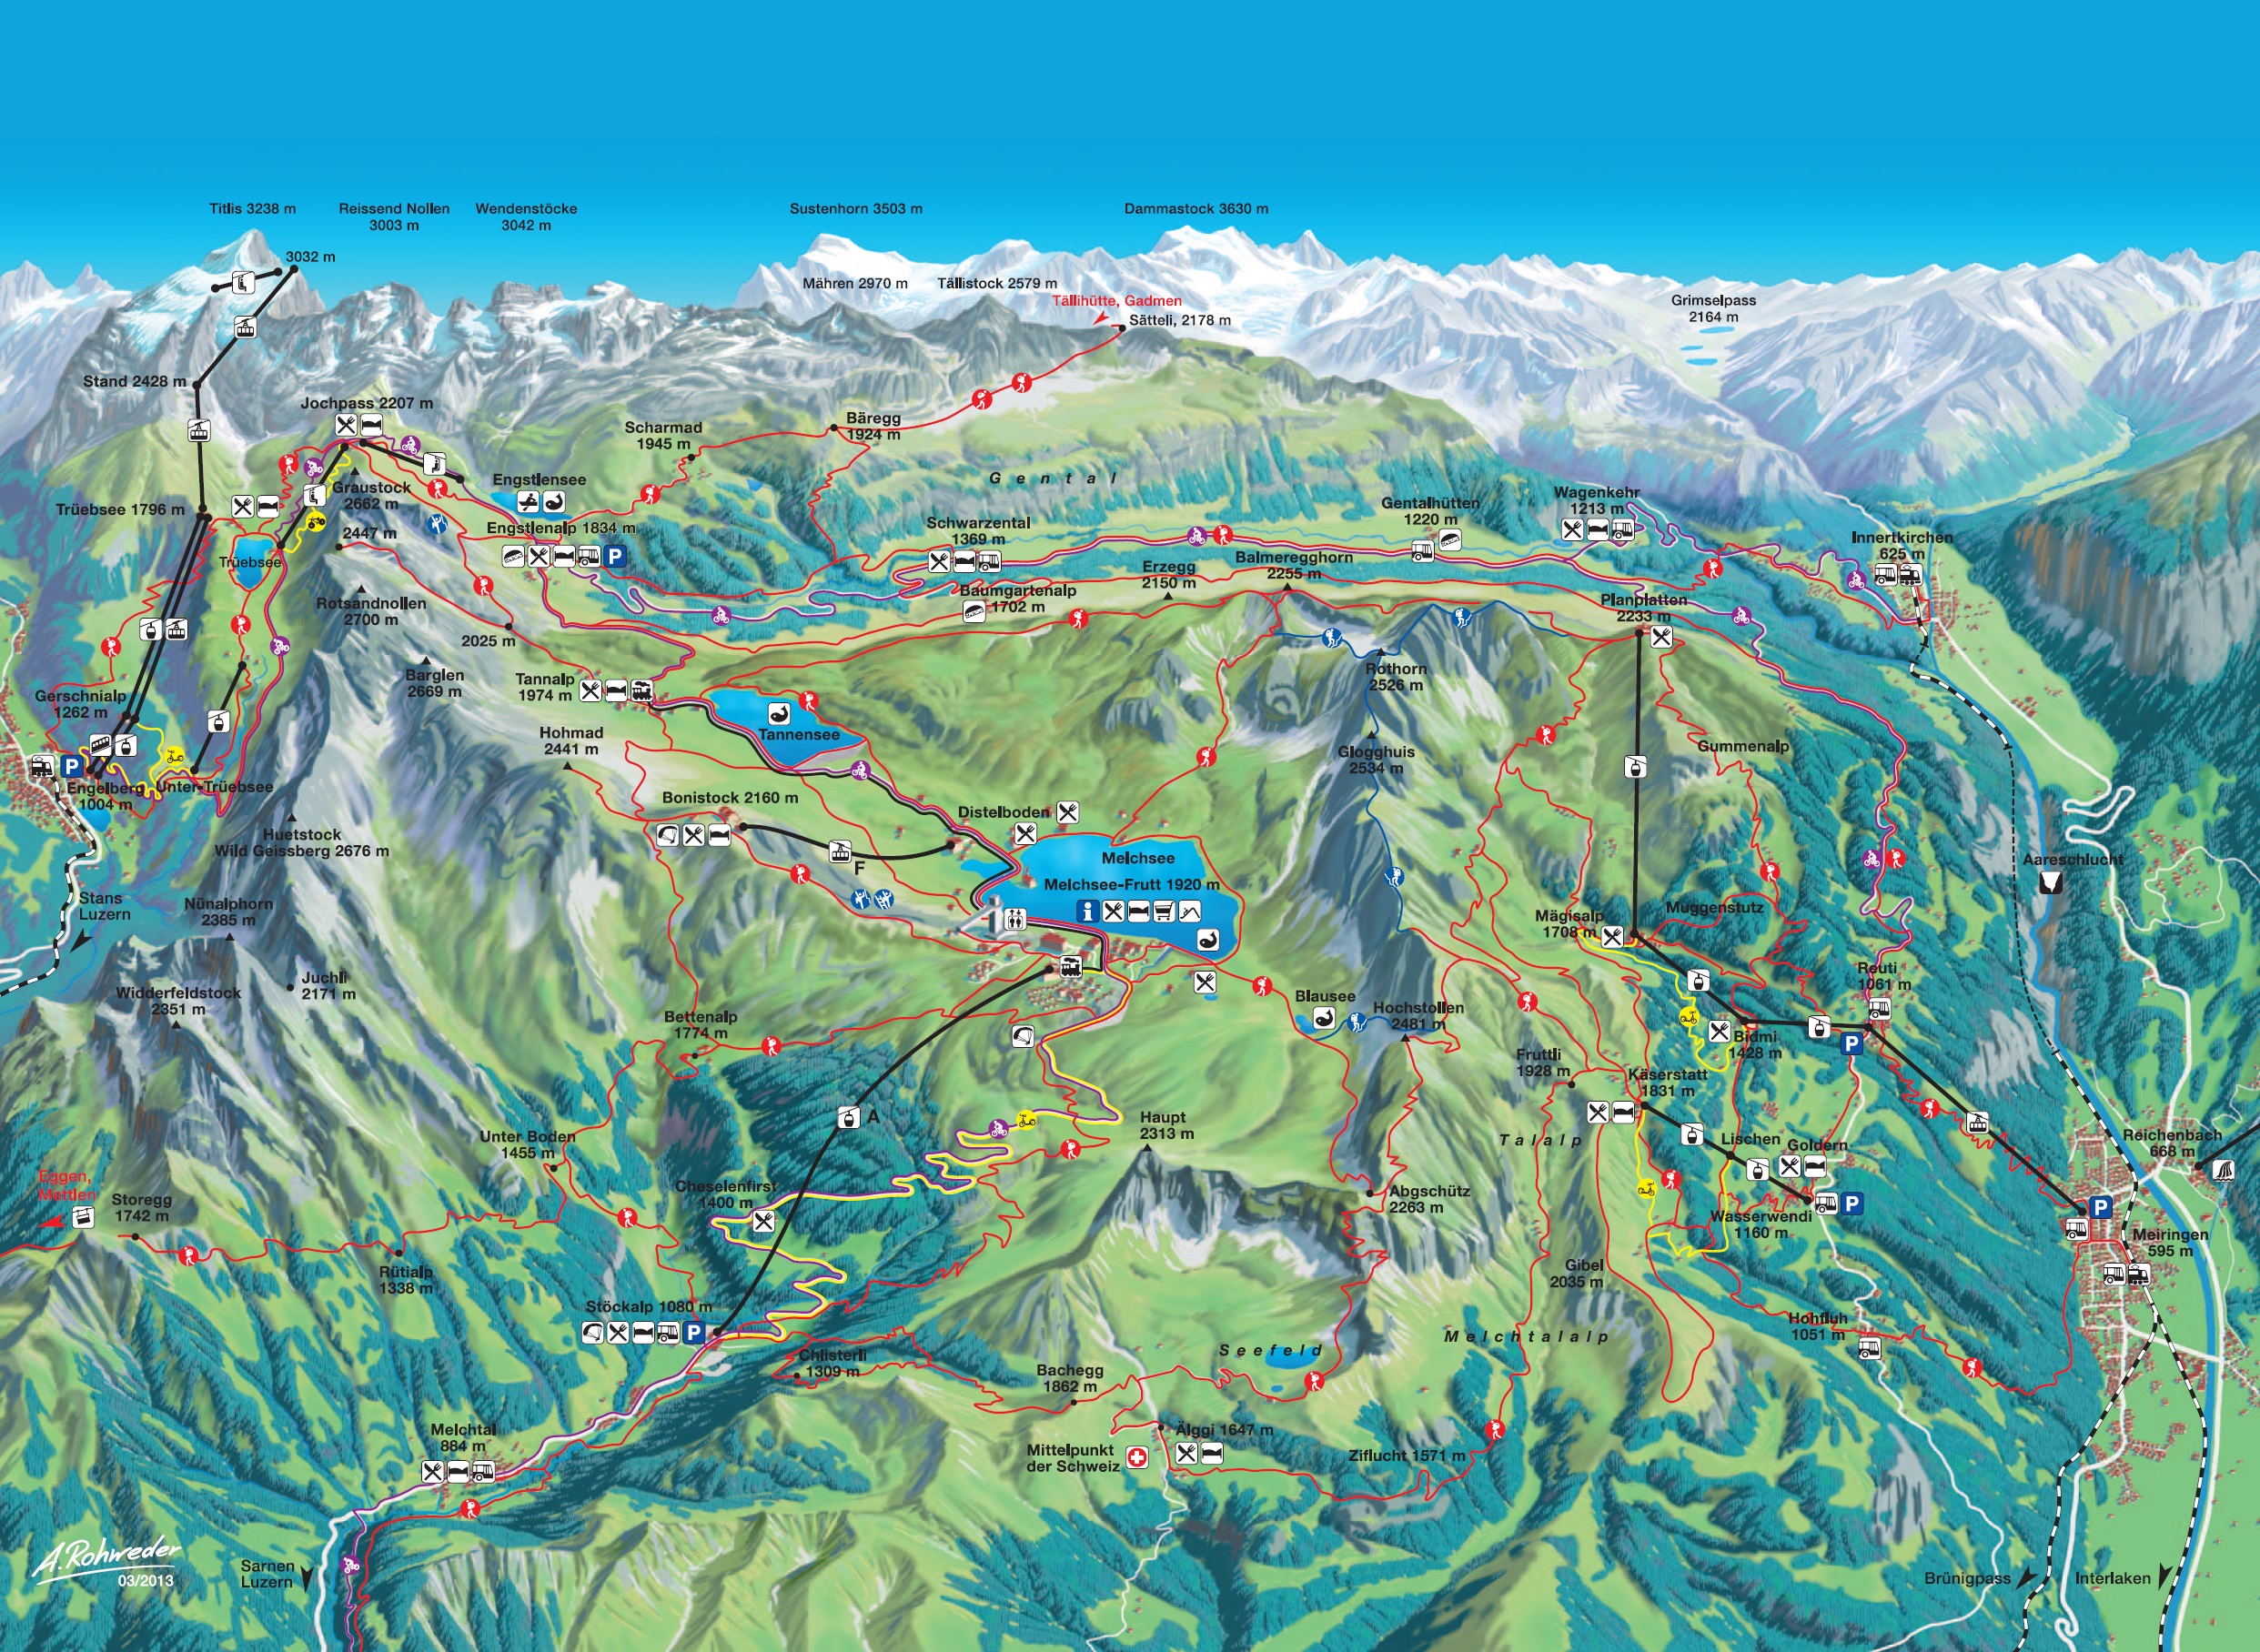 Titlis 3238 m
Reissend Nollen
3003 m
Wendenstöcke
3042 m
Sustenhorn 3503 m
Dammastock 3630 m
3032 m
Mähren 2970 m
Tällistock 2579 m
Tällihütte, Gadmen
Sätteli, 2178 m
Grimselpass
2164 m
Stand 2428 m
Jochpass 2207 m
Scharmad
1945 m
Bäregg
1924 m
Gental
Engstlensee
Graustock
2662 m
Trüebsee 1796 m
2447 m
Engstlenalp 1834 m
Schwarzental
1369 m
Gentalhütten
1220 m
Wagenkehr
1213 m
Innertkirchen
625 m
Trüebsee
Rotsandnollen
2700 m
Baumgartenalp
1702 m
Erzegg
2150 m
Balmeregghorn
2255 m
Planplatten
2233 m
2025 m
Barglen
2669 m
Tannalp
1974 m
Rothorn
2526 m
Gerschnialp
1262 m
Hohmad
2441 m
Tannensee
Glogghuis
2534 m
Gummenalp
P
Engelberg
1004 m
Unter-Trüebsee
Bonistock 2160 m
Distelboden
F
Huetstock
Wild Geissberg 2676 m
Melchsee
Melchsee-Frutt 1920 m
i
Aareschlucht
Stans
Luzern
Nünalphorn
2385 m
Mägisalp
1708 m
Muggenstutz
Juchli
2171 m
Widderfeldstock
2351 m
Reuti
1061 m
P
Blausee
Hochstollen
2481 m
Bettenalp
1774 m
Bidmi
1428 m
Fruttli
1928 m
Käserstatt
1831 m
A
Haupt
2313 m
Unter Boden
1455 m
Talalp
Lischen
Goldern
Reichenbach
668 m
Eggen,
Mettlen
Storegg
1742 m
Cheselenfirst
1400 m
Abgschütz
2263 m
P
Wasserwendi
1160 m
P
Meiringen
595 m
Rütialp
1338 m
Gibel
2035 m
Stöckalp 1080 m
P
Hohfluh
1051 m
Melchtalalp
Seefeld
Chlisterli
1309 m
Bachegg
1862 m
Melchtal
884 m
Älggi 1647 m
Mittelpunkt
der Schweiz
Ziflucht 1571 m
A. Rohweder
03/2013
Sarnen
Luzern
Brünigpass
Interlaken
P